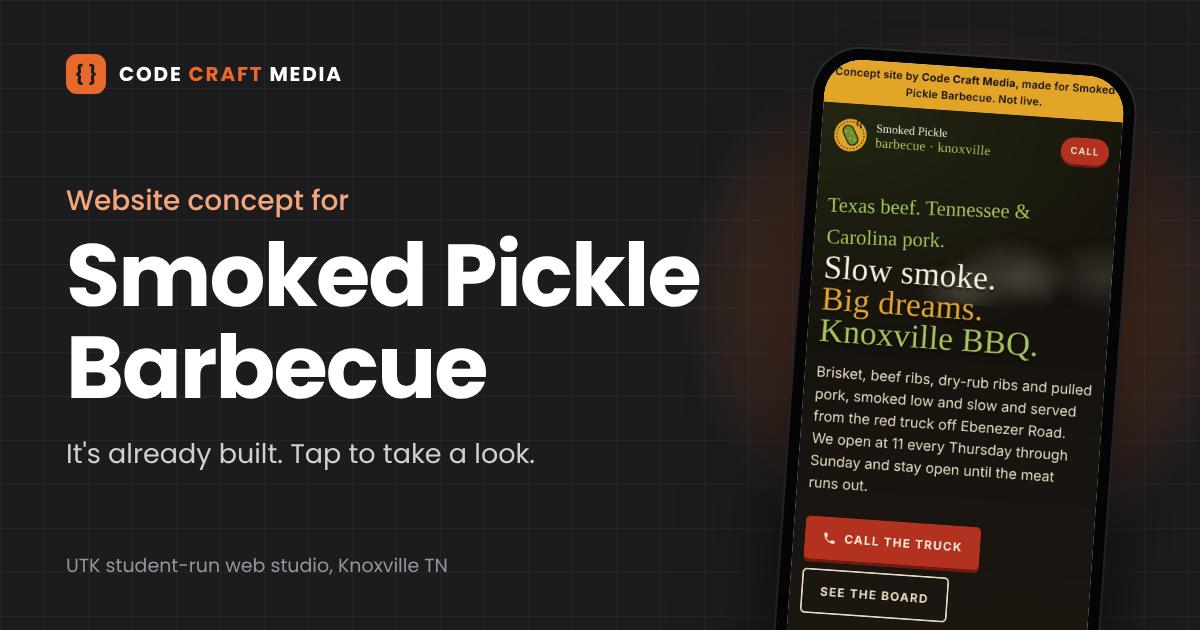 { } CODE CRAFT MEDIA
Website concept for
Smoked Pickle
Barbecue
It's already built. Tap to take a look.
UTK student-run web studio, Knoxville TN
Concept site by Code Craft Media, made for Smoked
Pickle Barbecue. Not live.
Smoked Pickle
barbecue · knoxville
CALL
Texas beef. Tennessee &
Carolina pork.
Slow smoke.
Big dreams.
Knoxville BBQ.
Brisket, beef ribs, dry-rub ribs and pulled
pork, smoked low and slow and served
from the red truck off Ebenezer Road.
We open at 11 every Thursday through
Sunday and stay open until the meat
runs out.
CALL THE TRUCK
SEE THE BOARD